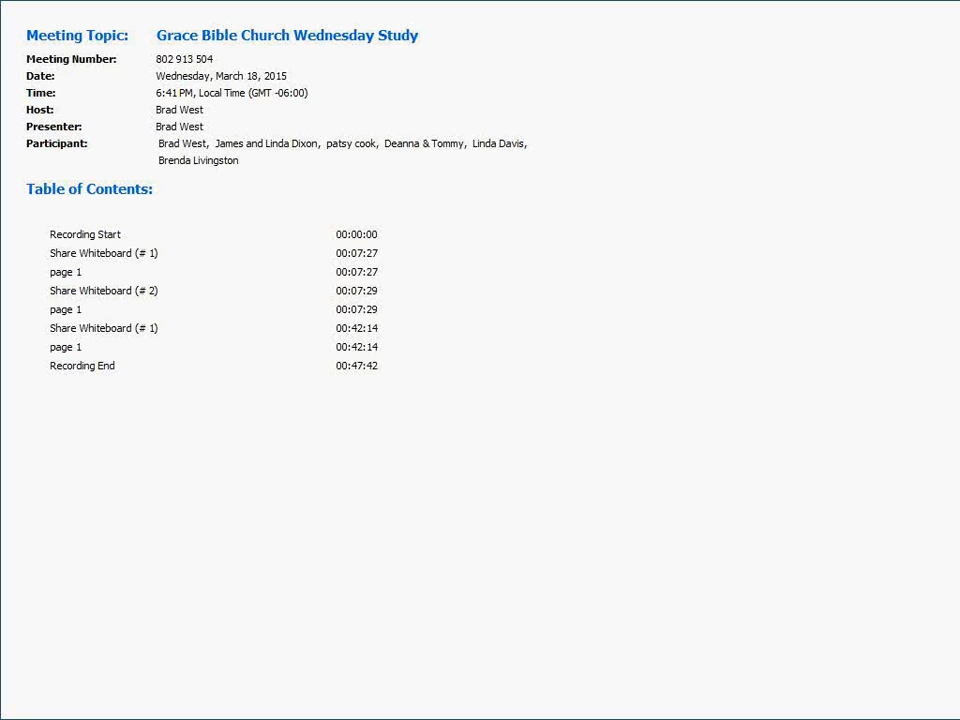 Meeting Topic: Grace Bible Church Wednesday Study
Meeting Number: 802 913 504
Date: Wednesday, March 18, 2015
Time: 6:41 PM, Local Time (GMT -06:00)
Host: Brad West
Presenter: Brad West
Participant: Brad West, James and Linda Dixon, patsy cook, Deanna & Tommy, Linda Davis,
Brenda Livingston
Table of Contents:
Recording Start 00:00:00
Share Whiteboard (# 1) 00:07:27
page 1 00:07:27
Share Whiteboard (# 2) 00:07:29
page 1 00:07:29
Share Whiteboard (# 1) 00:42:14
page 1 00:42:14
Recording End 00:47:42